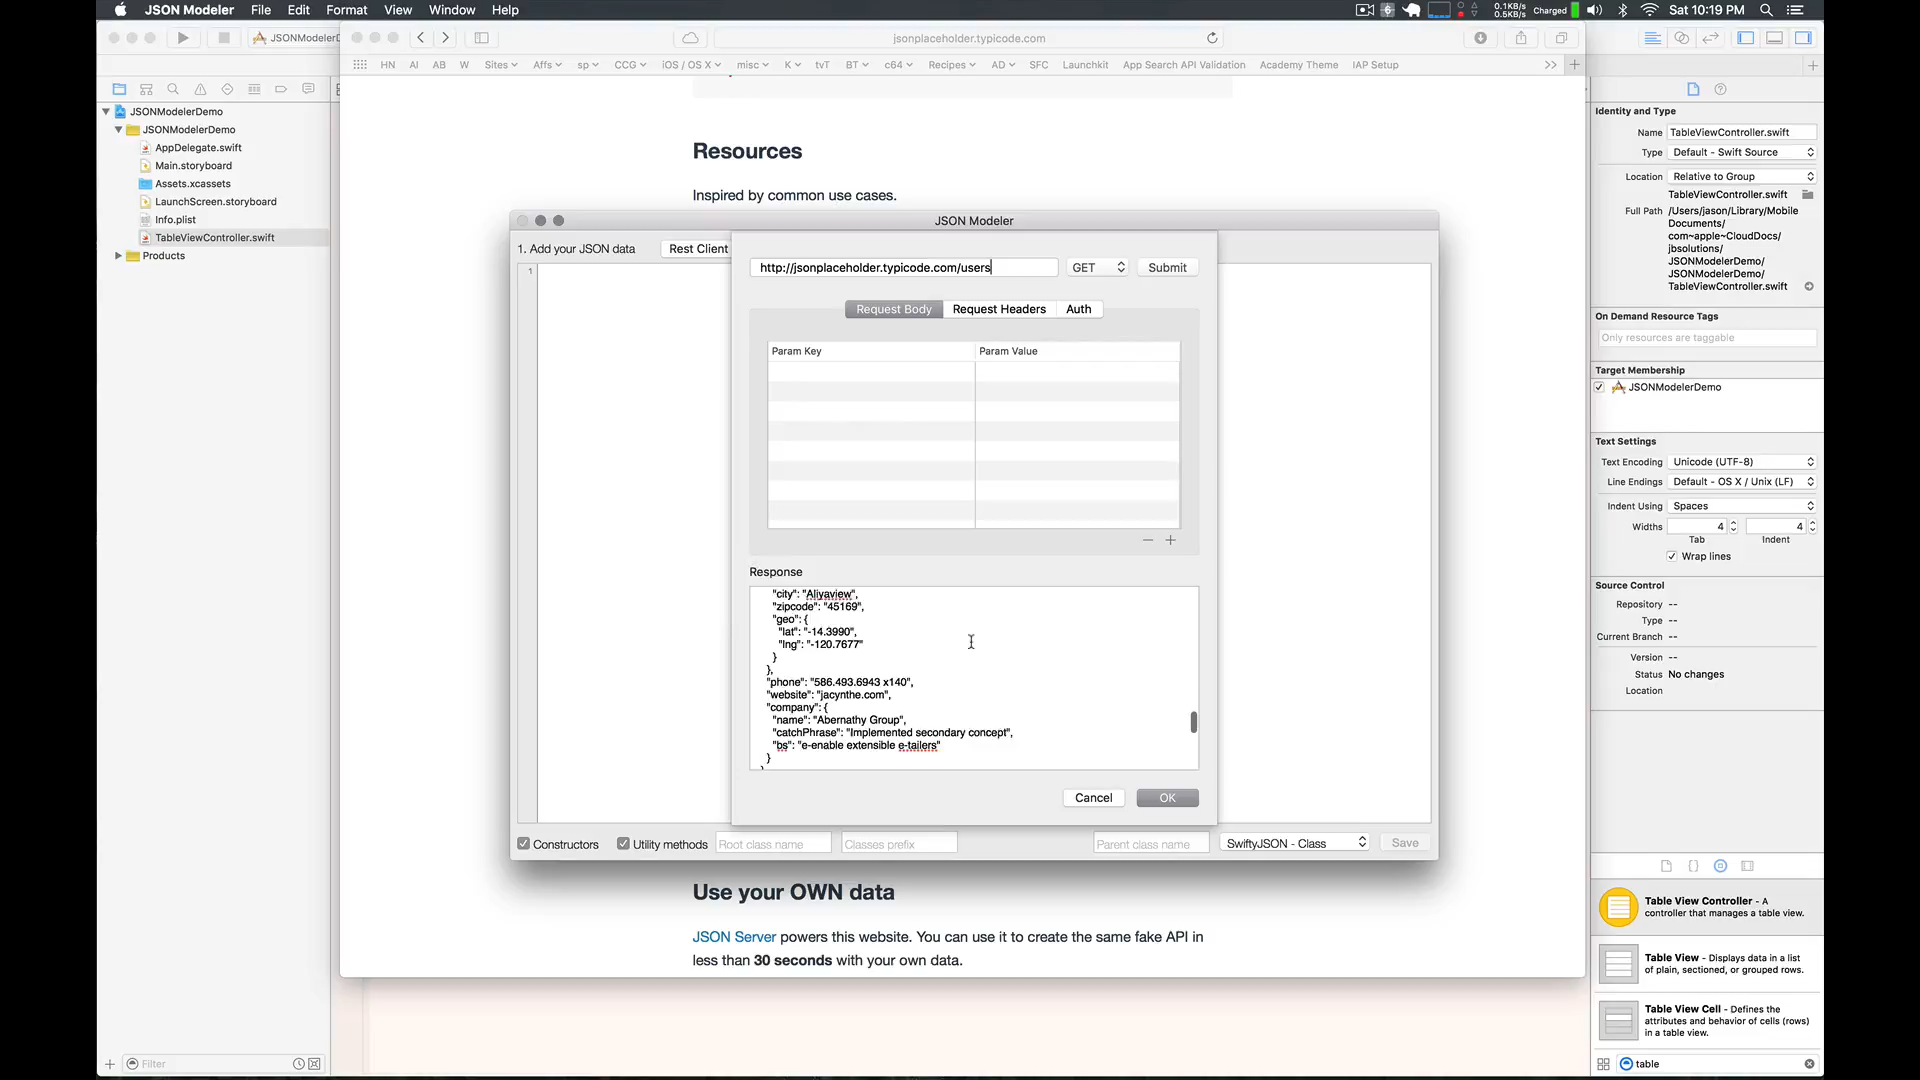 JSON Modeler File Edit Format View Window Help
0.1KB/s
0.5KB/s
Charged
Sat 10:19 PM
JSONModelerD
jsonplaceholder.typicode.com
HN AI AB W Sites Affs sp CCG iOS / OS X misc K tvT BT c64 Recipes AD SFC Launchkit App Search API Validation Academy Theme IAP Setup
JSONModelerDemo
JSONModelerDemo
AppDelegate.swift
Main.storyboard
Assets.xcassets
LaunchScreen.storyboard
Info.plist
TableViewController.swift
Products
Filter
Resources
Inspired by common use cases.
JSON Modeler
1. Add your JSON data
Rest Client
1
http://jsonplaceholder.typicode.com/users
GET
Submit
Request Body
Request Headers
Auth
Param Key
Param Value
Response
"city": "Aliyaview",
"zipcode": "45169",
"geo": {
"lat": "-14.3990",
"lng": "-120.7677"
}
},
"phone": "586.493.6943 x140",
"website": "jacynthe.com",
"company": {
"name": "Abernathy Group",
"catchPhrase": "Implemented secondary concept",
"bs": "e-enable extensible e-tailers"
}
Cancel
OK
Constructors
Utility methods
Root class name
Classes prefix
Parent class name
SwiftyJSON - Class
Save
Use your OWN data
JSON Server powers this website. You can use it to create the same fake API in
less than 30 seconds with your own data.
Identity and Type
Name TableViewController.swift
Type Default - Swift Source
Location Relative to Group
TableViewController.swift
Full Path /Users/jason/Library/Mobile
Documents/
com~apple~CloudDocs/
jbsolutions/
JSONModelerDemo/
JSONModelerDemo/
TableViewController.swift
On Demand Resource Tags
Only resources are taggable
Target Membership
JSONModelerDemo
Text Settings
Text Encoding Unicode (UTF-8)
Line Endings Default - OS X / Unix (LF)
Indent Using Spaces
Widths 4 4
Tab Indent
Wrap lines
Source Control
Repository --
Type --
Current Branch --
Version --
Status No changes
Location
Table View Controller - A
controller that manages a table view.
Table View - Displays data in a list
of plain, sectioned, or grouped rows.
Table View Cell - Defines the
attributes and behavior of cells (rows)
in a table view.
table